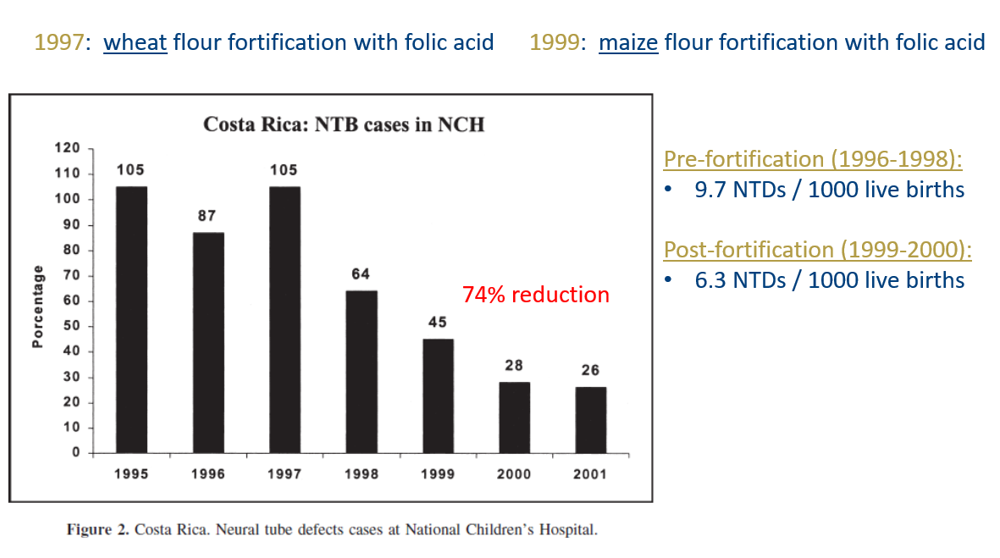 1997: wheat flour fortification with folic acid
1999: maize flour fortification with folic acid
Costa Rica: NTB cases in NCH
Porcentage
120
110
100
90
80
70
60
50
40
30
20
10
0
105
87
105
64
45
28
26
74% reduction
1995 1996 1997 1998 1999 2000 2001
Figure 2. Costa Rica. Neural tube defects cases at National Children's Hospital.
Pre-fortification (1996-1998):
• 9.7 NTDs / 1000 live births
Post-fortification (1999-2000):
• 6.3 NTDs / 1000 live births